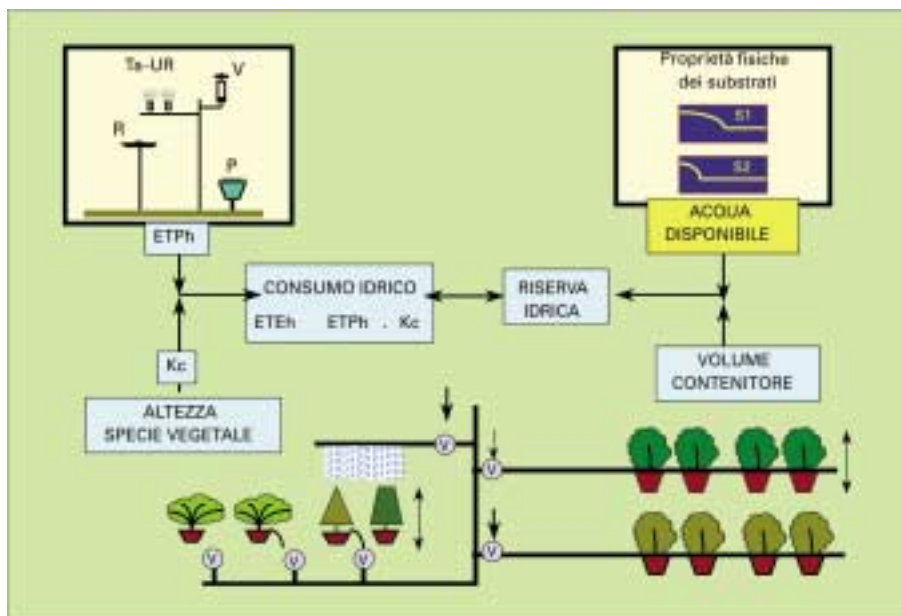 Ta-UR
V
R
P
ETPh
Proprietà fisiche
dei substrati
S1
S2
ACQUA
DISPONIBILE
CONSUMO IDRICO
ETEh ETPh . Kc
RISERVA
IDRICA
Kc
ALTEZZA
SPECIE VEGETALE
VOLUME
CONTENITORE
V
V
V
V
V
V